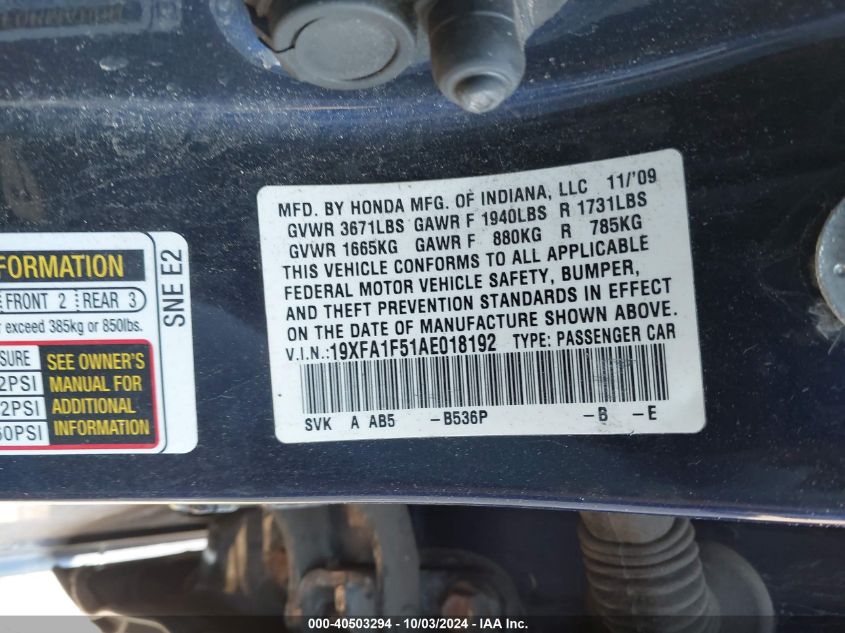 MFD. BY HONDA MFG. OF INDIANA, LLC 11/'09
GVWR 3671LBS GAWR F 1940LBS R 1731LBS
GVWR 1665KG GAWR F 880KG R 785KG
THIS VEHICLE CONFORMS TO ALL APPLICABLE
FEDERAL MOTOR VEHICLE SAFETY, BUMPER,
AND THEFT PREVENTION STANDARDS IN EFFECT
ON THE DATE OF MANUFACTURE SHOWN ABOVE.
V.I.N.:19XFA1F51AE018192 TYPE: PASSENGER CAR
SVK A AB5 -B536P -B -E
FORMATION
FRONT 2 REAR 3
exceed 385kg or 850lbs.
SURE
2PSI
2PSI
60PSI
SEE OWNER'S
MANUAL FOR
ADDITIONAL
INFORMATION
SNE E2
000-40503294 - 10/03/2024 - IAA Inc.